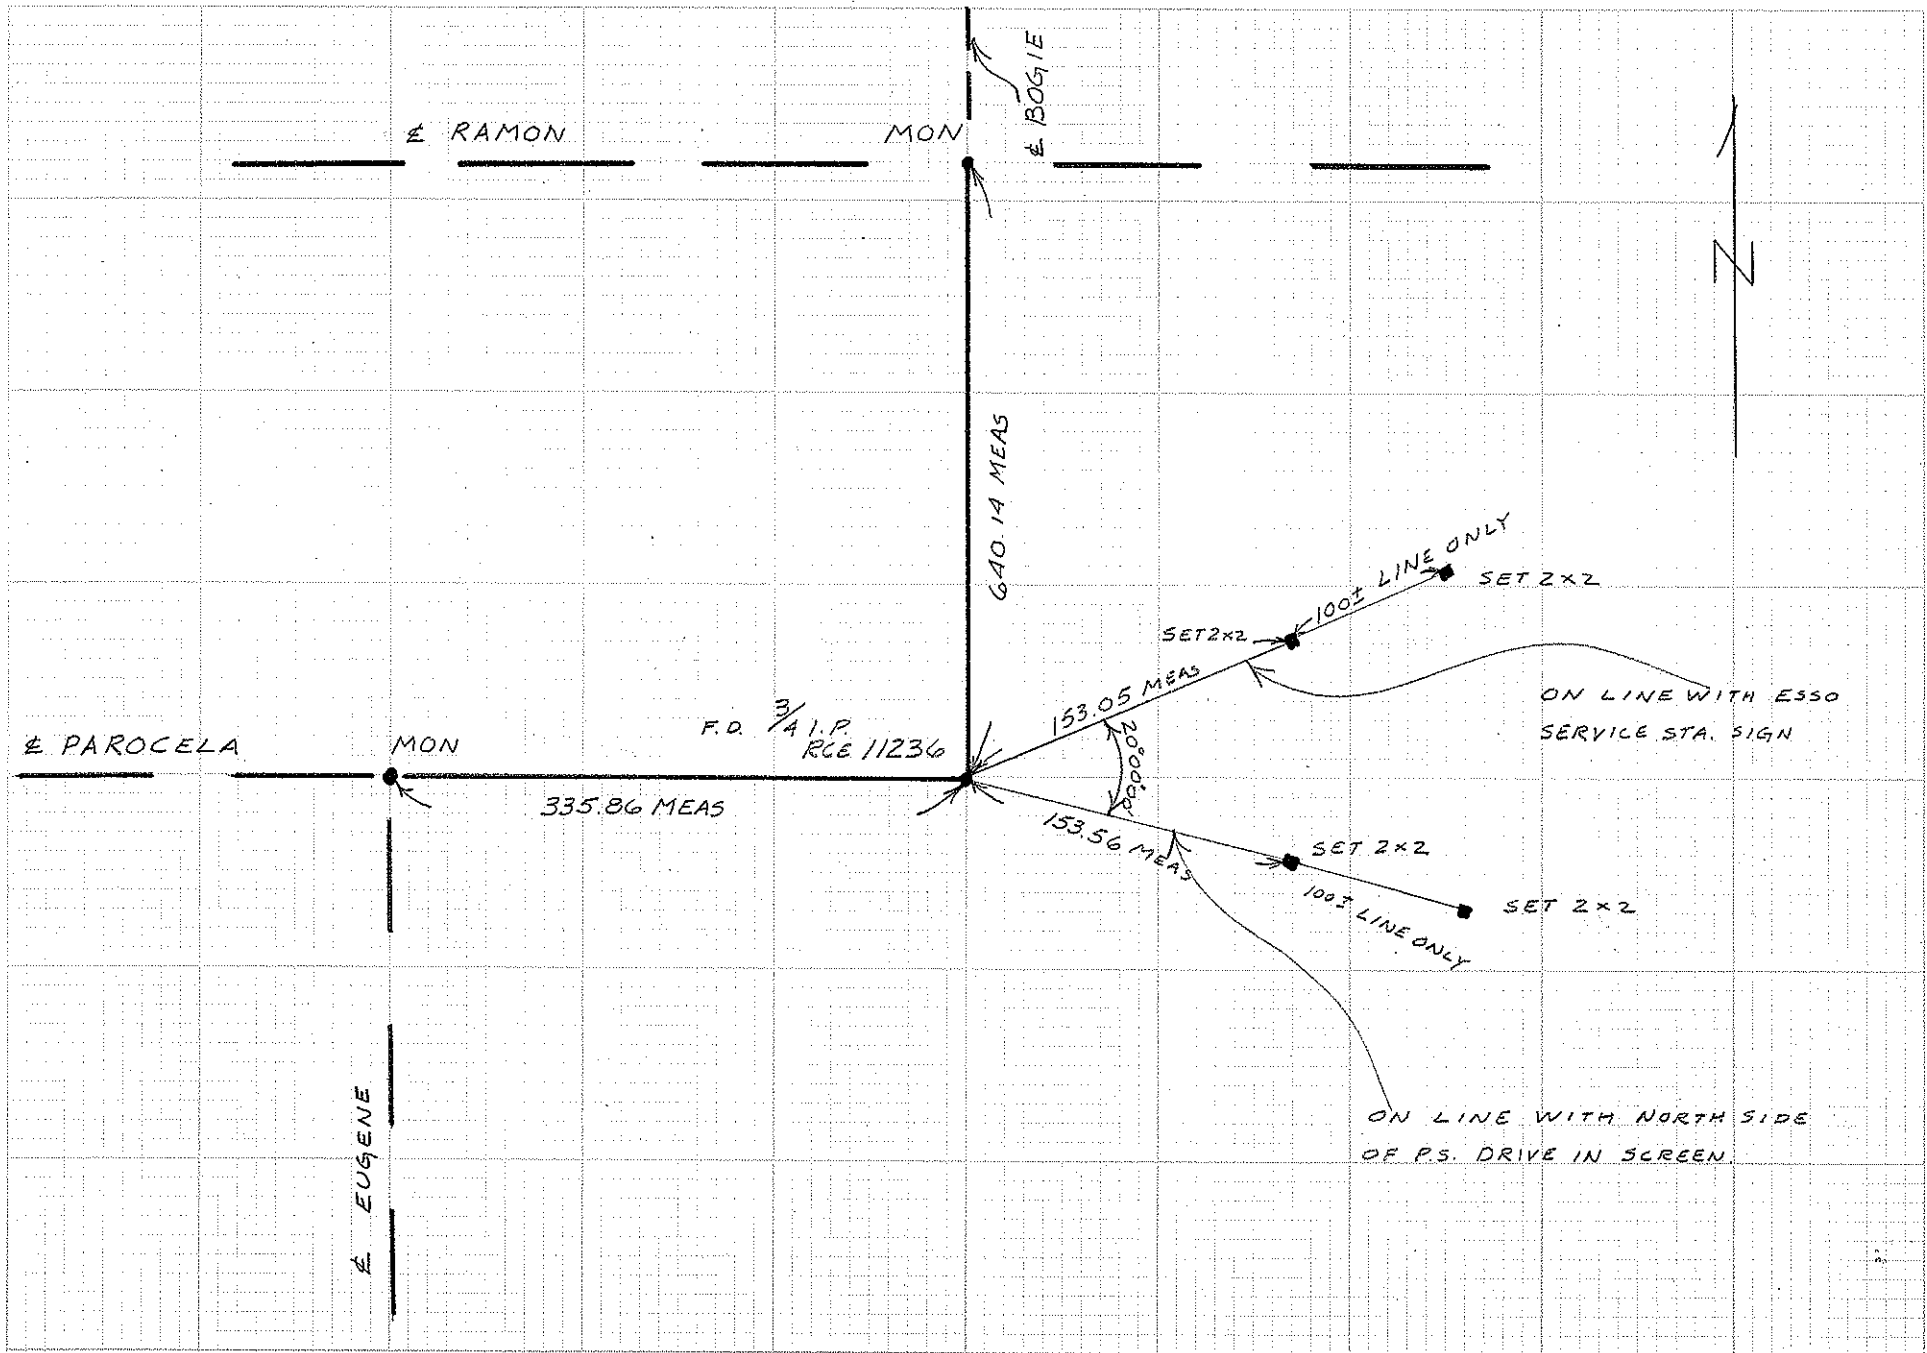 ℄ BOGIE
℄ RAMON
MON
N
640.14 MEAS
100± LINE ONLY
SET 2×2
SET 2×2
153.05 MEAS
ON LINE WITH ESSO
SERVICE STA. SIGN
F.D. 3/4 I.P.
RCE 11236
20°00'00"
℄ PAROCELA
MON
335.86 MEAS
153.56 MEAS
SET 2×2
100± LINE ONLY
SET 2×2
℄ EUGENE
ON LINE WITH NORTH SIDE
OF P.S. DRIVE IN SCREEN